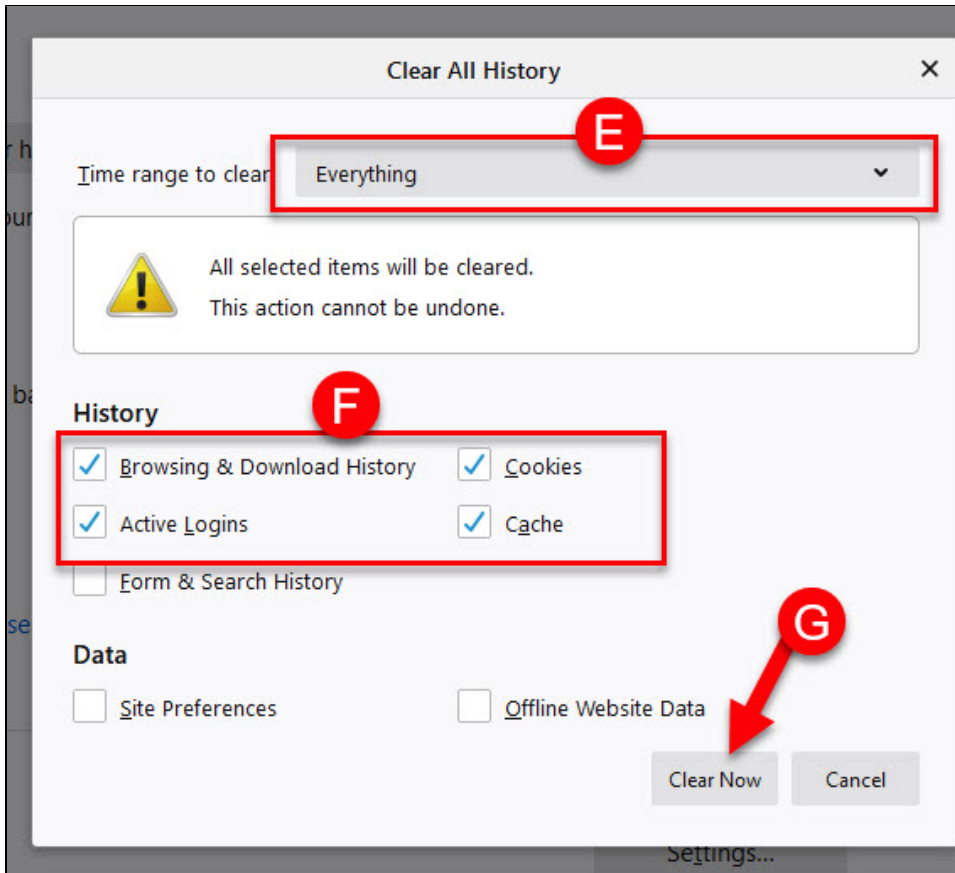 Clear All History
E
Time range to clear Everything
All selected items will be cleared.
This action cannot be undone.
History
F
Browsing & Download History Cookies
Active Logins Cache
Form & Search History
G
Data
Site Preferences Offline Website Data
Clear Now Cancel
Settings...